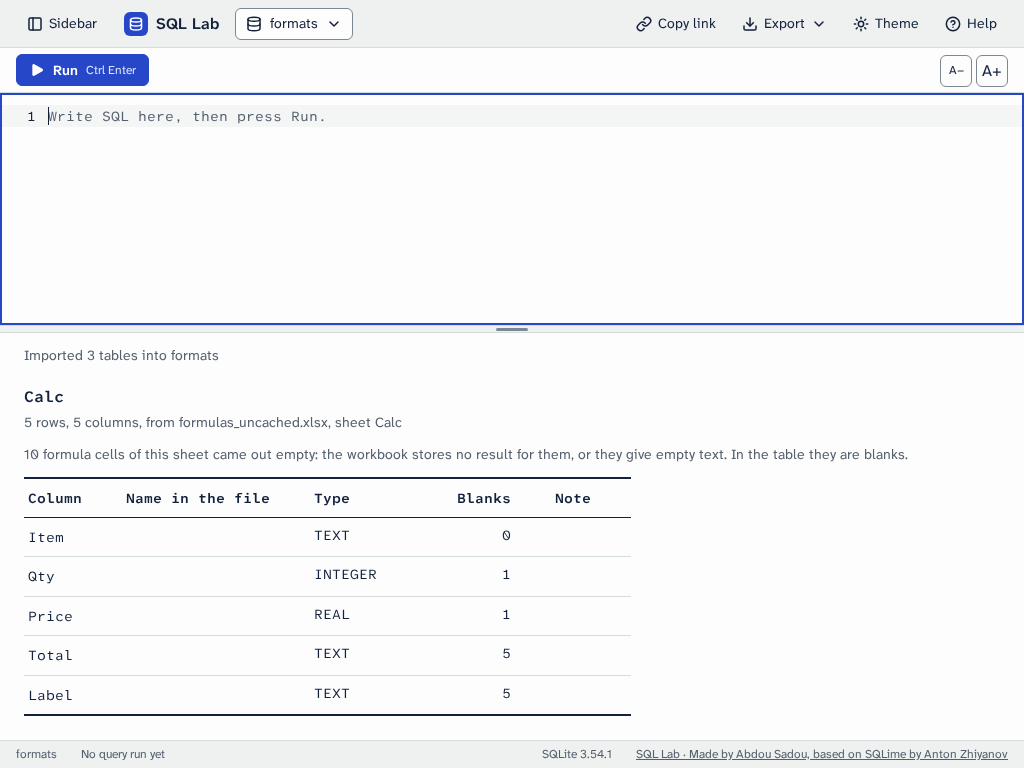 Sidebar SQL Lab formats Copy link Export Theme Help
Run Ctrl Enter A− A+
1 Write SQL here, then press Run.
Imported 3 tables into formats
Calc
5 rows, 5 columns, from formulas_uncached.xlsx, sheet Calc
10 formula cells of this sheet came out empty: the workbook stores no result for them, or they give empty text. In the table they are blanks.
Column Name in the file Type Blanks Note
Item TEXT 0
Qty INTEGER 1
Price REAL 1
Total TEXT 5
Label TEXT 5
formats No query run yet SQLite 3.54.1 SQL Lab · Made by Abdou Sadou, based on SQLime by Anton Zhiyanov